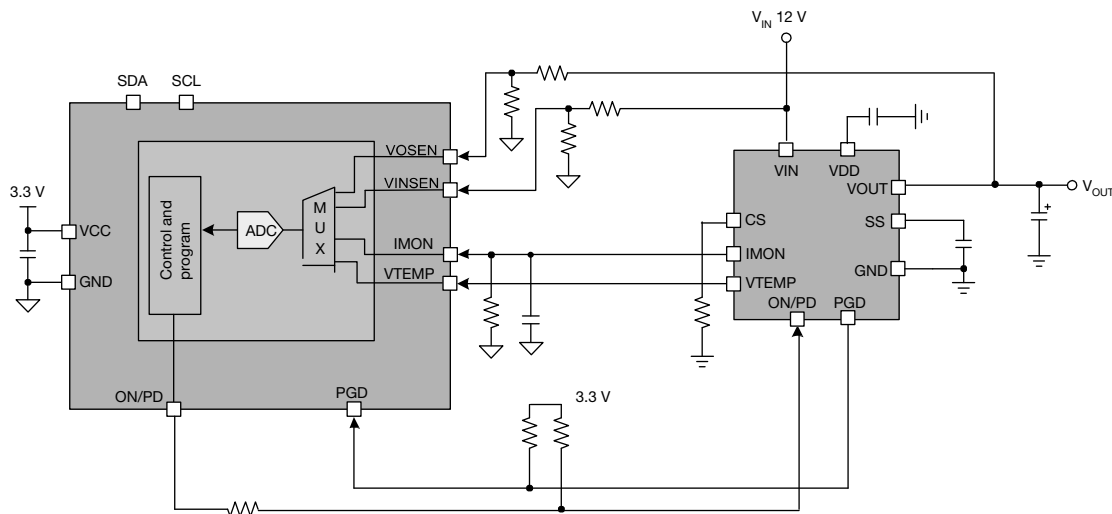 V_IN 12 V
SDA
SCL
VOSEN
VINSEN
IMON
VTEMP
3.3 V
VCC
GND
Control and
program
ADC
M
U
X
ON/PD
PGD
VIN
VDD
VOUT
SS
GND
CS
IMON
VTEMP
ON/PD
PGD
V_OUT
+
3.3 V